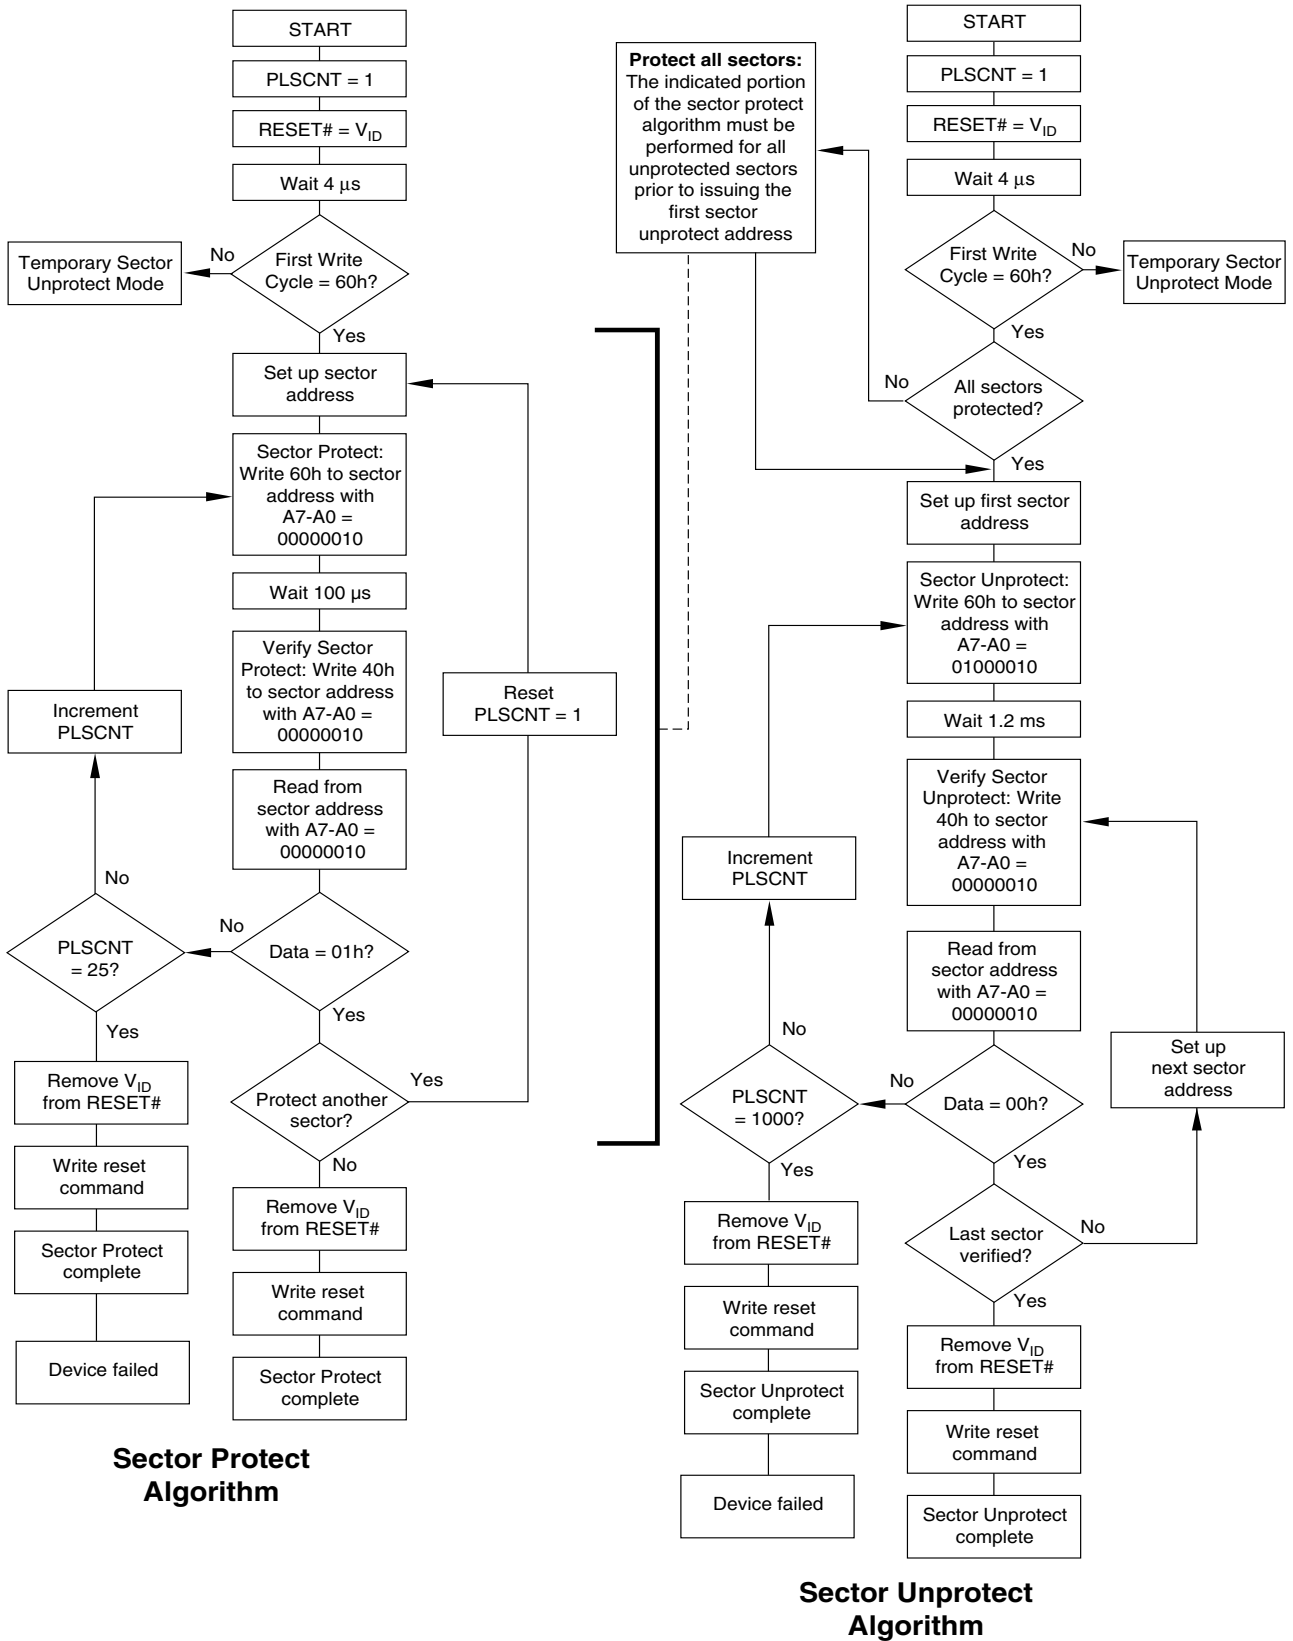 START
PLSCNT = 1
RESET# = VID
Wait 4 μs
First Write
Cycle = 60h?
No
Temporary Sector
Unprotect Mode
Yes
Set up sector
address
Sector Protect:
Write 60h to sector
address with
A7-A0 =
00000010
Wait 100 μs
Verify Sector
Protect: Write 40h
to sector address
with A7-A0 =
00000010
Read from
sector address
with A7-A0 =
00000010
Data = 01h?
No
PLSCNT
= 25?
No
Increment
PLSCNT
Yes
Remove VID
from RESET#
Write reset
command
Sector Protect
complete
Device failed
Yes
Protect another
sector?
Yes
Reset
PLSCNT = 1
No
Remove VID
from RESET#
Write reset
command
Sector Protect
complete
Sector Protect
Algorithm
Protect all sectors:
The indicated portion
of the sector protect
algorithm must be
performed for all
unprotected sectors
prior to issuing the
first sector
unprotect address
START
PLSCNT = 1
RESET# = VID
Wait 4 μs
First Write
Cycle = 60h?
No
Temporary Sector
Unprotect Mode
Yes
All sectors
protected?
No
Yes
Set up first sector
address
Sector Unprotect:
Write 60h to sector
address with
A7-A0 =
01000010
Wait 1.2 ms
Verify Sector
Unprotect: Write
40h to sector
address with
A7-A0 =
00000010
Read from
sector address
with A7-A0 =
00000010
Data = 00h?
No
PLSCNT
= 1000?
No
Increment
PLSCNT
Yes
Remove VID
from RESET#
Write reset
command
Sector Unprotect
complete
Device failed
Yes
Last sector
verified?
No
Set up
next sector
address
Yes
Remove VID
from RESET#
Write reset
command
Sector Unprotect
complete
Sector Unprotect
Algorithm